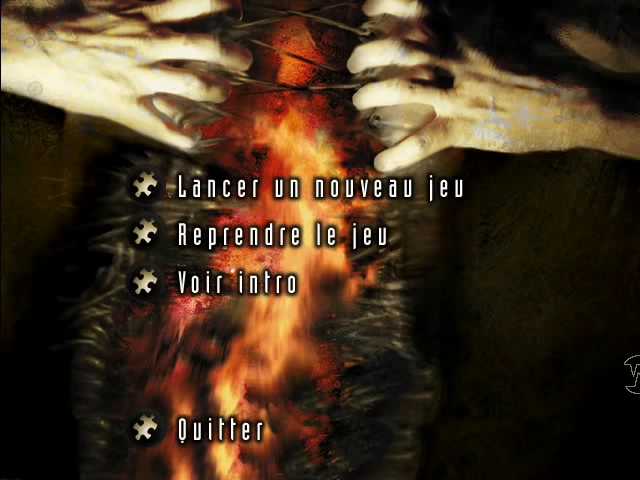 Lancer un nouveau jeu
Reprendre le jeu
Voir intro
Quitter